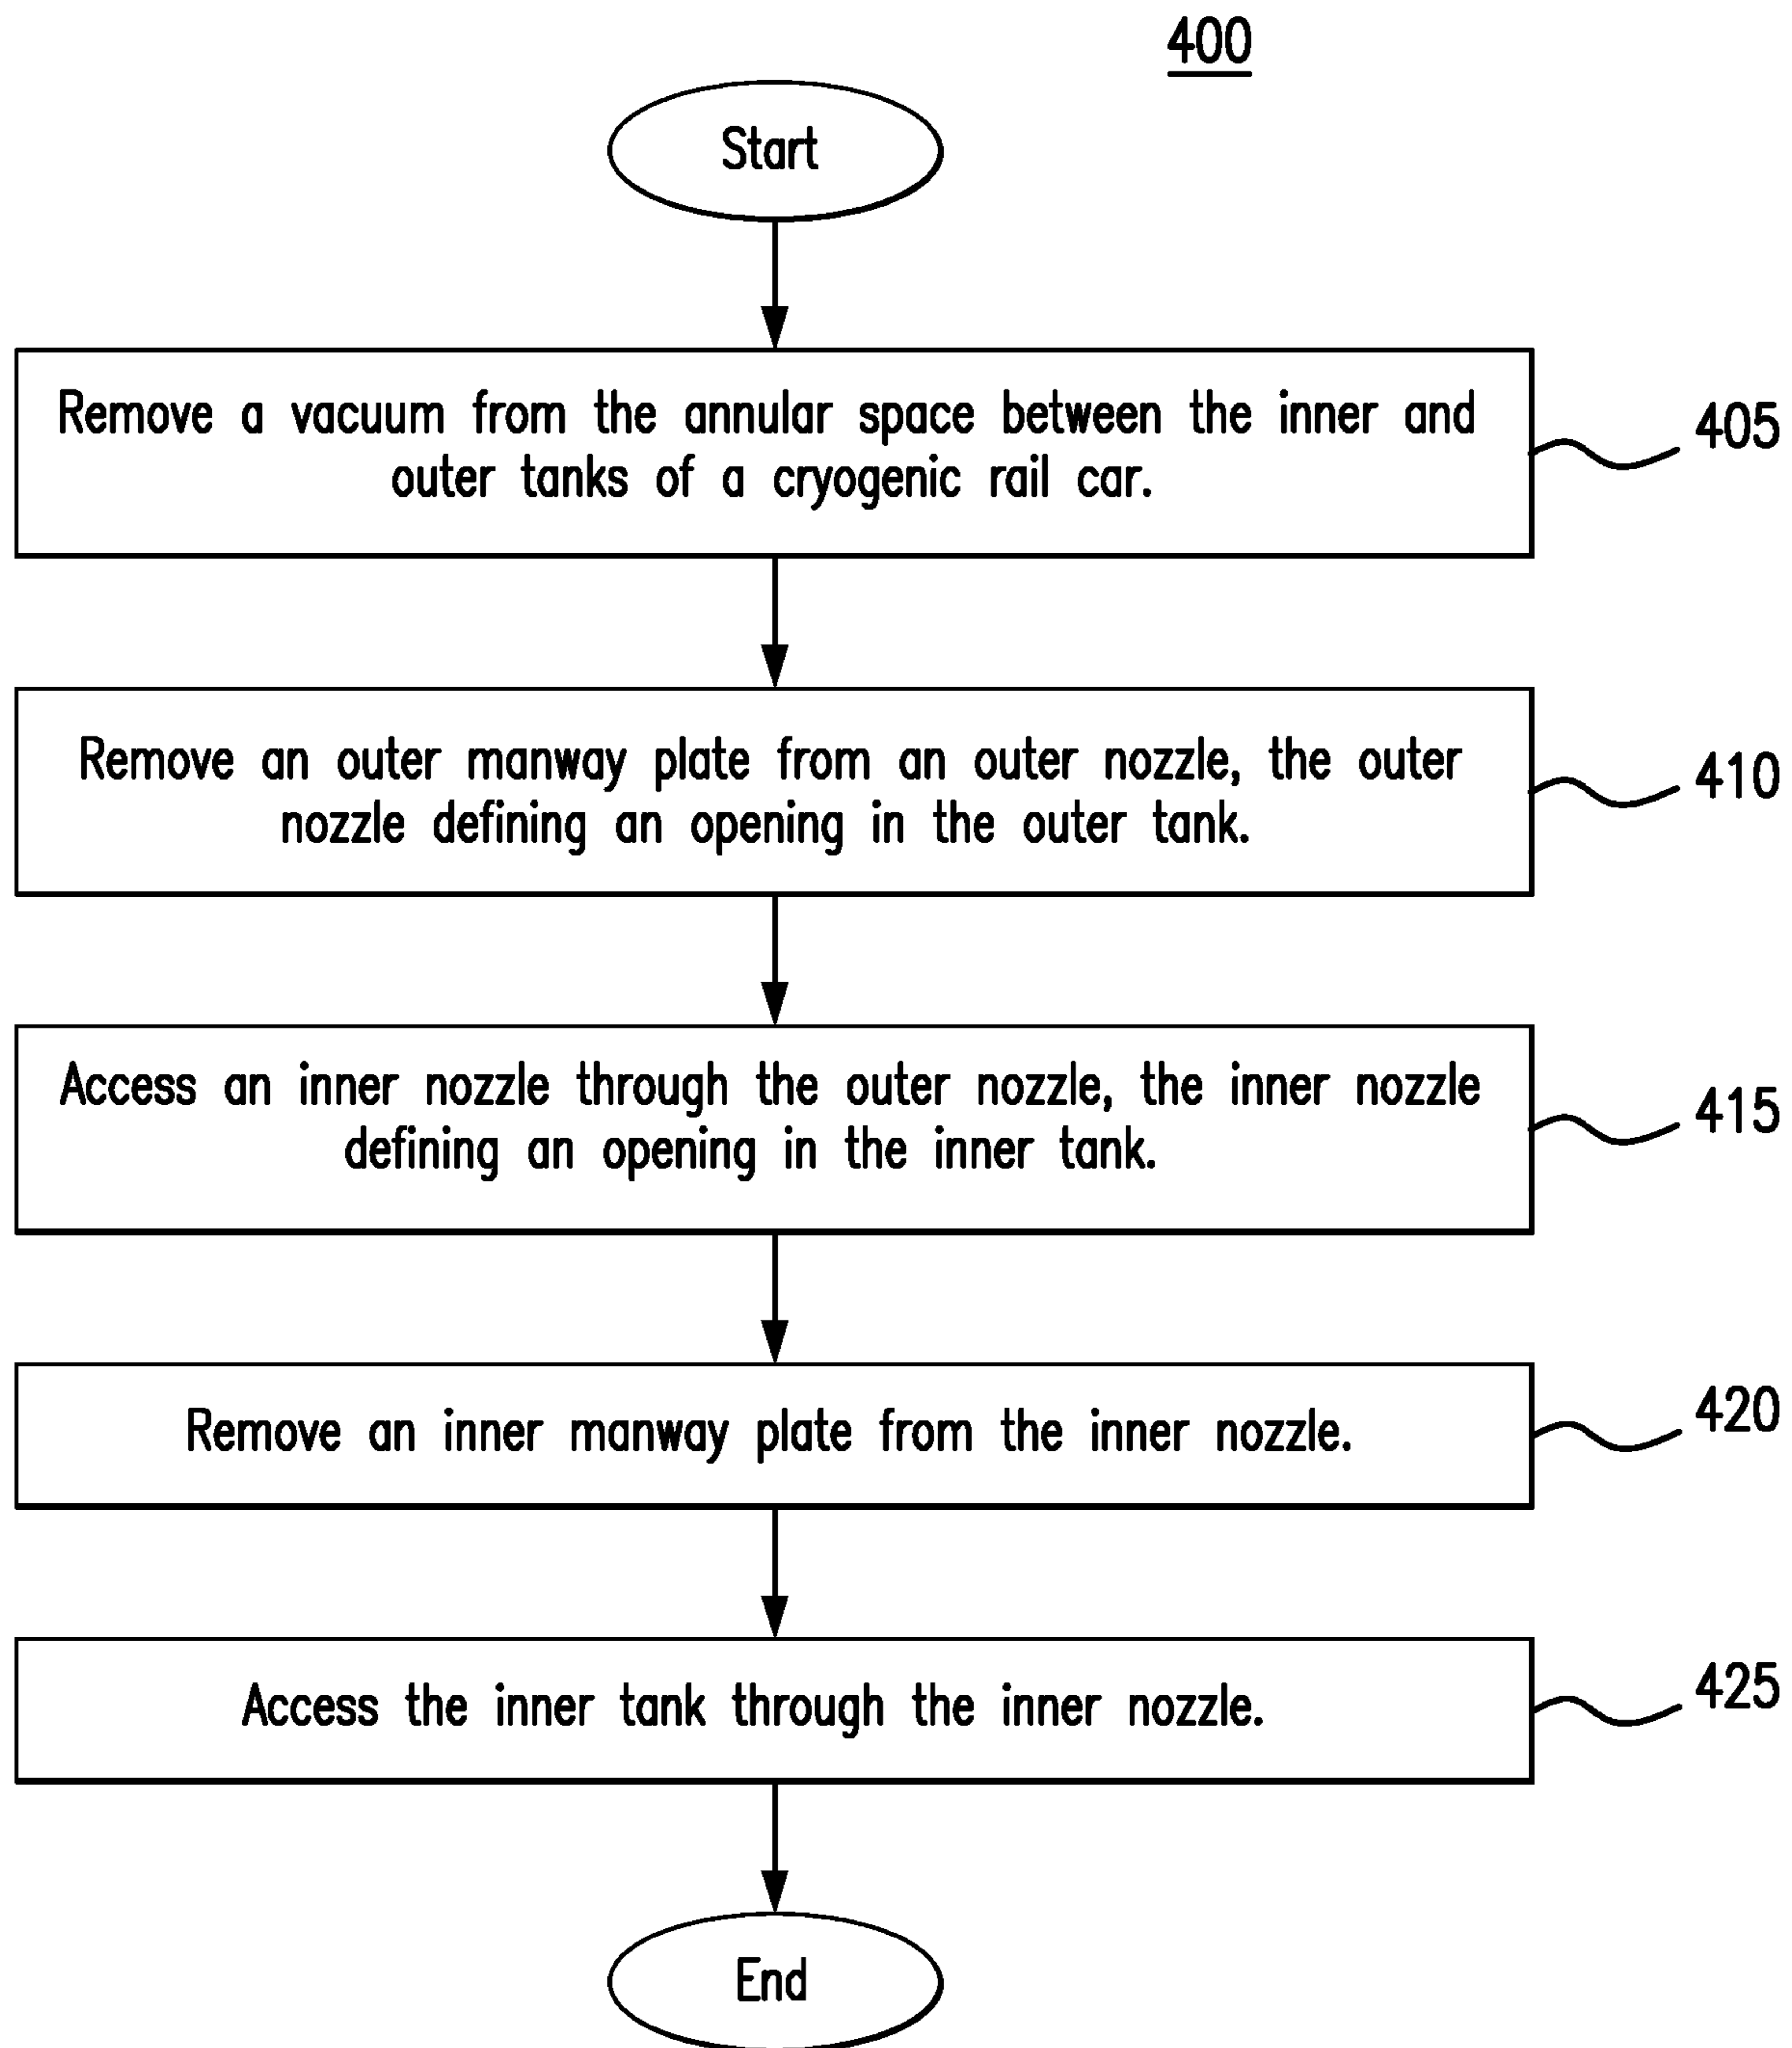 400
Start
Remove a vacuum from the annular space between the inner and
outer tanks of a cryogenic rail car.
405
Remove an outer manway plate from an outer nozzle, the outer
nozzle defining an opening in the outer tank.
410
Access an inner nozzle through the outer nozzle, the inner nozzle
defining an opening in the inner tank.
415
Remove an inner manway plate from the inner nozzle.
420
Access the inner tank through the inner nozzle.
425
End